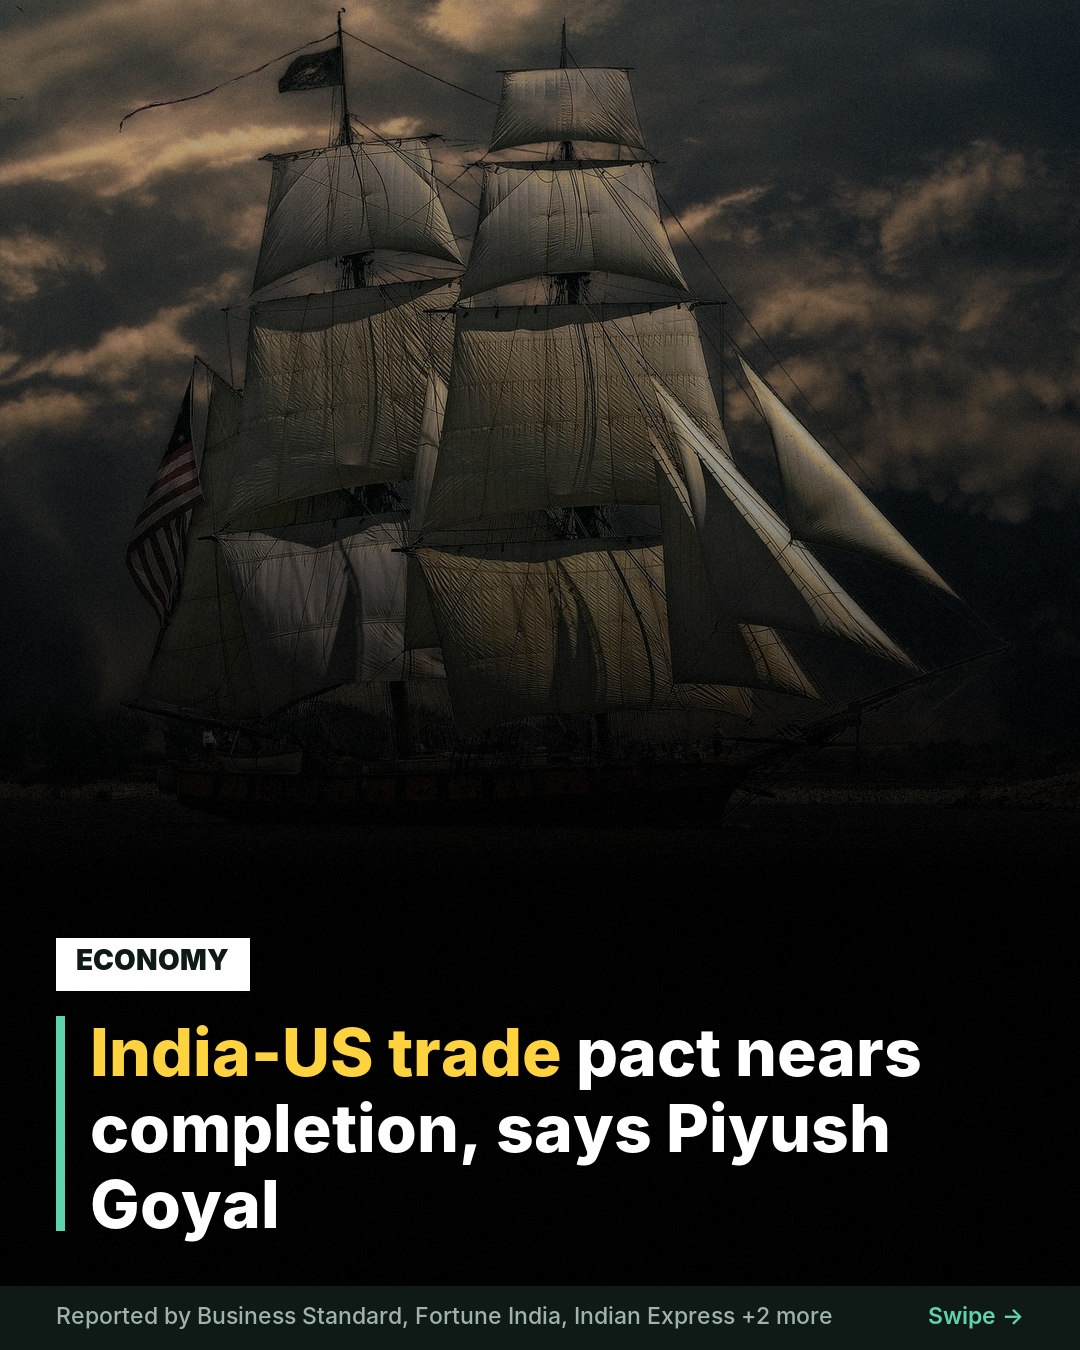 ECONOMY
India-US trade pact nears
completion, says Piyush
Goyal
Reported by Business Standard, Fortune India, Indian Express +2 more
Swipe →